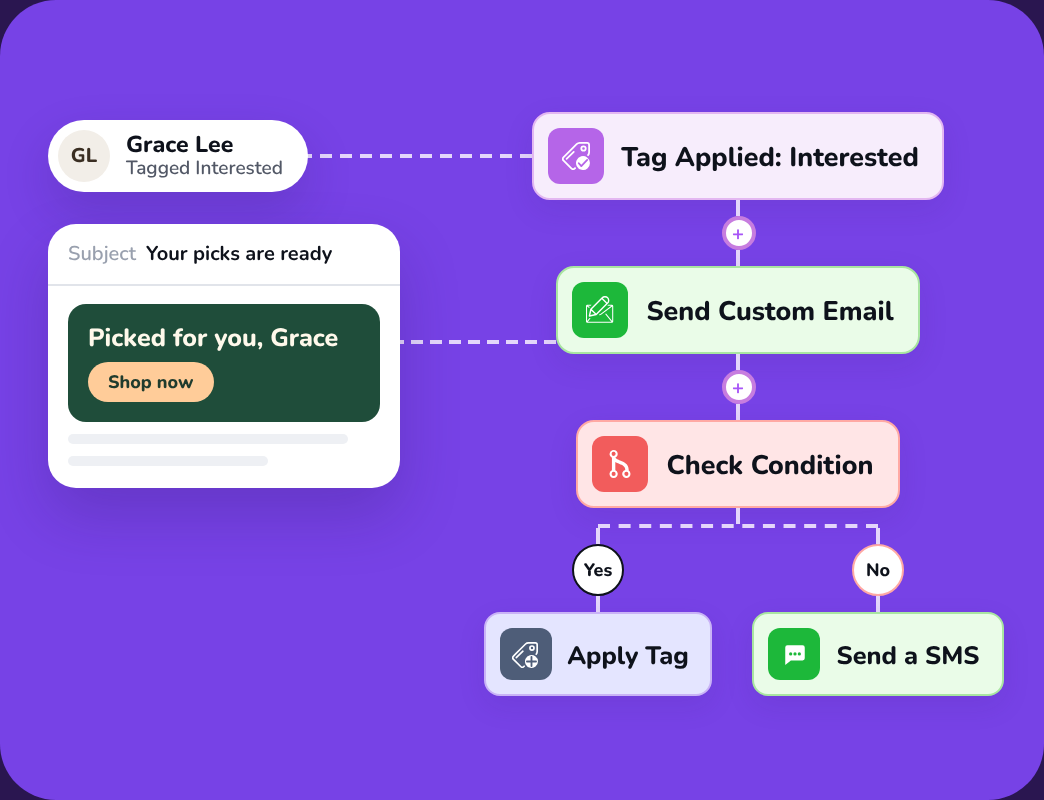 GL
Grace Lee
Tagged Interested
Subject Your picks are ready
Picked for you, Grace
Shop now
Tag Applied: Interested
+
Send Custom Email
+
Check Condition
Yes
No
Apply Tag
Send a SMS